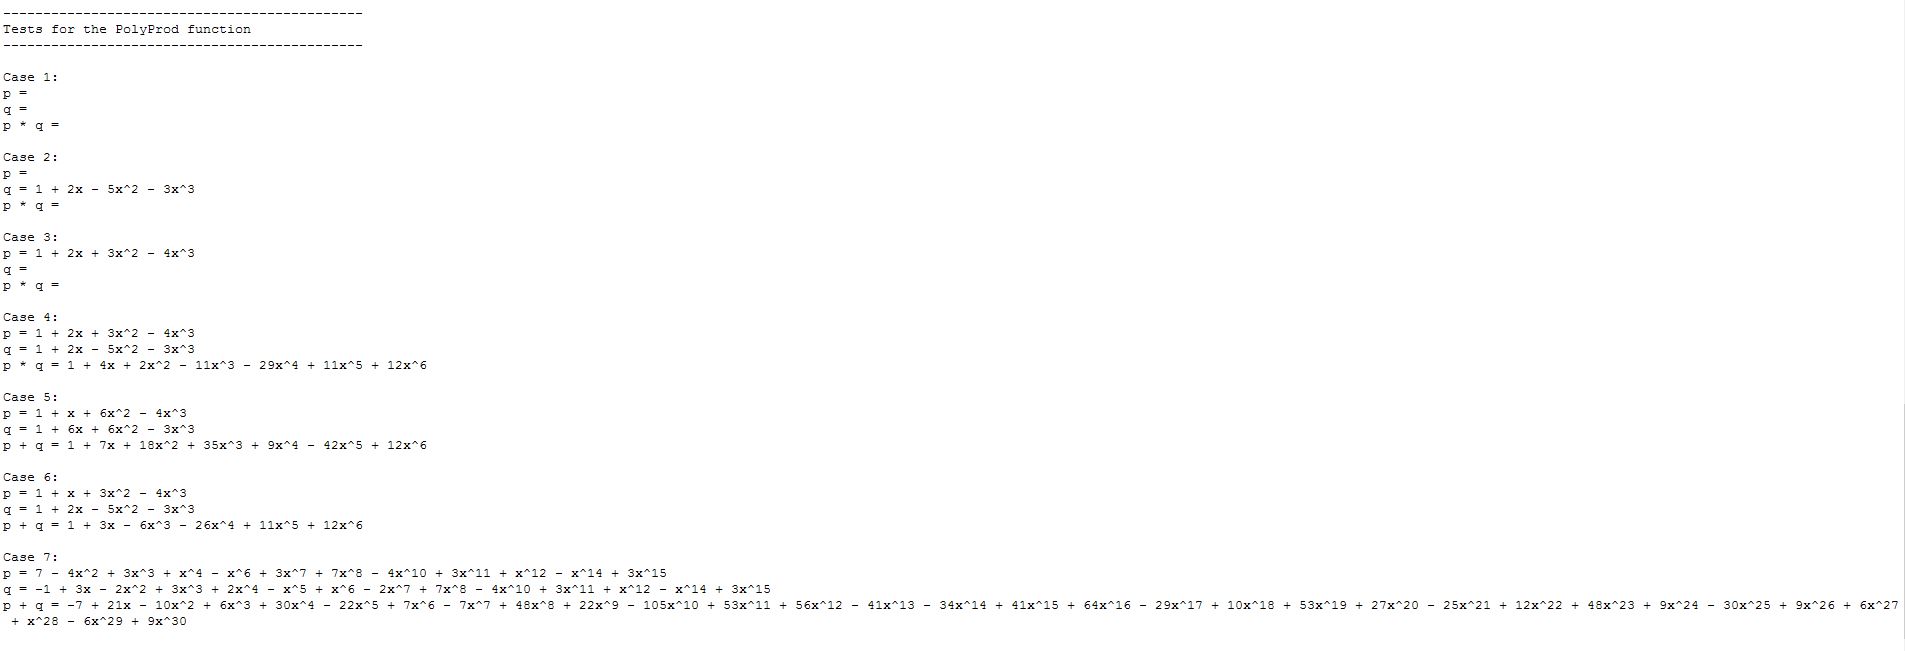 ---------------------------------------------
Tests for the PolyProd function
---------------------------------------------
Case 1:
p =
q =
p * q =
Case 2:
p =
q = 1 + 2x - 5x^2 - 3x^3
p * q =
Case 3:
p = 1 + 2x + 3x^2 - 4x^3
q =
p * q =
Case 4:
p = 1 + 2x + 3x^2 - 4x^3
q = 1 + 2x - 5x^2 - 3x^3
p * q = 1 + 4x + 2x^2 - 11x^3 - 29x^4 + 11x^5 + 12x^6
Case 5:
p = 1 + x + 6x^2 - 4x^3
q = 1 + 6x + 6x^2 - 3x^3
p + q = 1 + 7x + 18x^2 + 35x^3 + 9x^4 - 42x^5 + 12x^6
Case 6:
p = 1 + x + 3x^2 - 4x^3
q = 1 + 2x - 5x^2 - 3x^3
p + q = 1 + 3x - 6x^3 - 26x^4 + 11x^5 + 12x^6
Case 7:
p = 7 - 4x^2 + 3x^3 + x^4 - x^6 + 3x^7 + 7x^8 - 4x^10 + 3x^11 + x^12 - x^14 + 3x^15
q = -1 + 3x - 2x^2 + 3x^3 + 2x^4 - x^5 + x^6 - 2x^7 + 7x^8 - 4x^10 + 3x^11 + x^12 - x^14 + 3x^15
p + q = -7 + 21x - 10x^2 + 6x^3 + 30x^4 - 22x^5 + 7x^6 - 7x^7 + 48x^8 + 22x^9 - 105x^10 + 53x^11 + 56x^12 - 41x^13 - 34x^14 + 41x^15 + 64x^16 - 29x^17 + 10x^18 + 53x^19 + 27x^20 - 25x^21 + 12x^22 + 48x^23 + 9x^24 - 30x^25 + 9x^26 + 6x^27
+ x^28 - 6x^29 + 9x^30